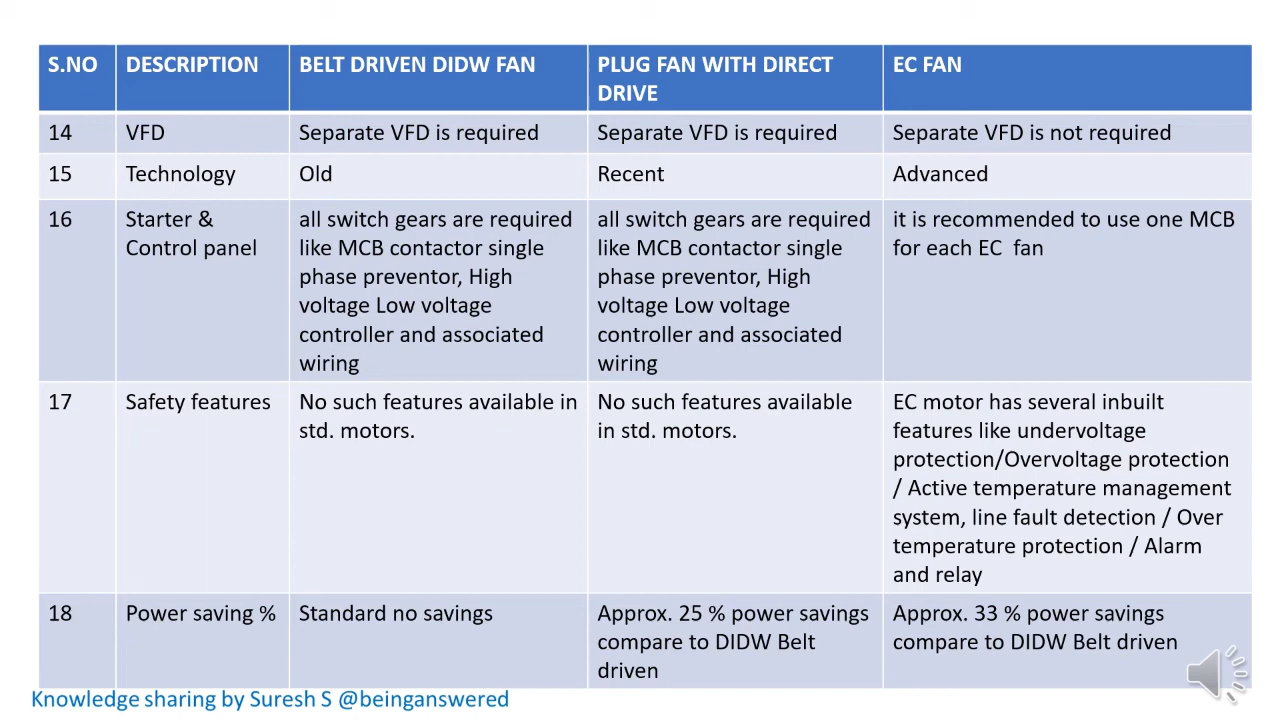 S.NO DESCRIPTION BELT DRIVEN DIDW FAN PLUG FAN WITH DIRECT DRIVE EC FAN
14 VFD Separate VFD is required Separate VFD is required Separate VFD is not required
15 Technology Old Recent Advanced
16
Starter &
Control panel
all switch gears are required
like MCB contactor single
phase preventor, High
voltage Low voltage
controller and associated
wiring
all switch gears are required
like MCB contactor single
phase preventor, High
voltage Low voltage
controller and associated
wiring
it is recommended to use one MCB
for each EC  fan
17
Safety features
No such features available in
std. motors.
No such features available
in std. motors.
EC motor has several inbuilt
features like undervoltage
protection/Overvoltage protection
/ Active temperature management
system, line fault detection / Over
temperature protection / Alarm
and relay
18
Power saving %
Standard no savings
Approx. 25 % power savings
compare to DIDW Belt
driven
Approx. 33 % power savings
compare to DIDW Belt driven
Knowledge sharing by Suresh S @beinganswered